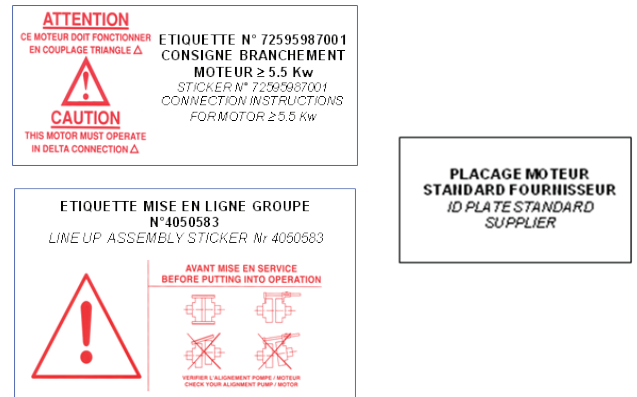 ATTENTION
CE MOTEUR DOIT FONCTIONNER
EN COUPLAGE TRIANGLE △
CAUTION
THIS MOTOR MUST OPERATE
IN DELTA CONNECTION △
ETIQUETTE N° 72595987001
CONSIGNE BRANCHEMENT
MOTEUR ≥ 5.5 Kw
STICKER N° 72595987001
CONNECTION INSTRUCTIONS
FOR MOTOR ≥ 5.5 Kw
PLACAGE MOTEUR
STANDARD FOURNISSEUR
ID PLATE STANDARD
SUPPLIER
ETIQUETTE MISE EN LIGNE GROUPE
N°4050583
LINE UP ASSEMBLY STICKER Nr 4050583
AVANT MISE EN SERVICE
BEFORE PUTTING INTO OPERATION
VERIFIER L'ALIGNEMENT POMPE / MOTEUR
CHECK YOUR ALIGNMENT PUMP / MOTOR